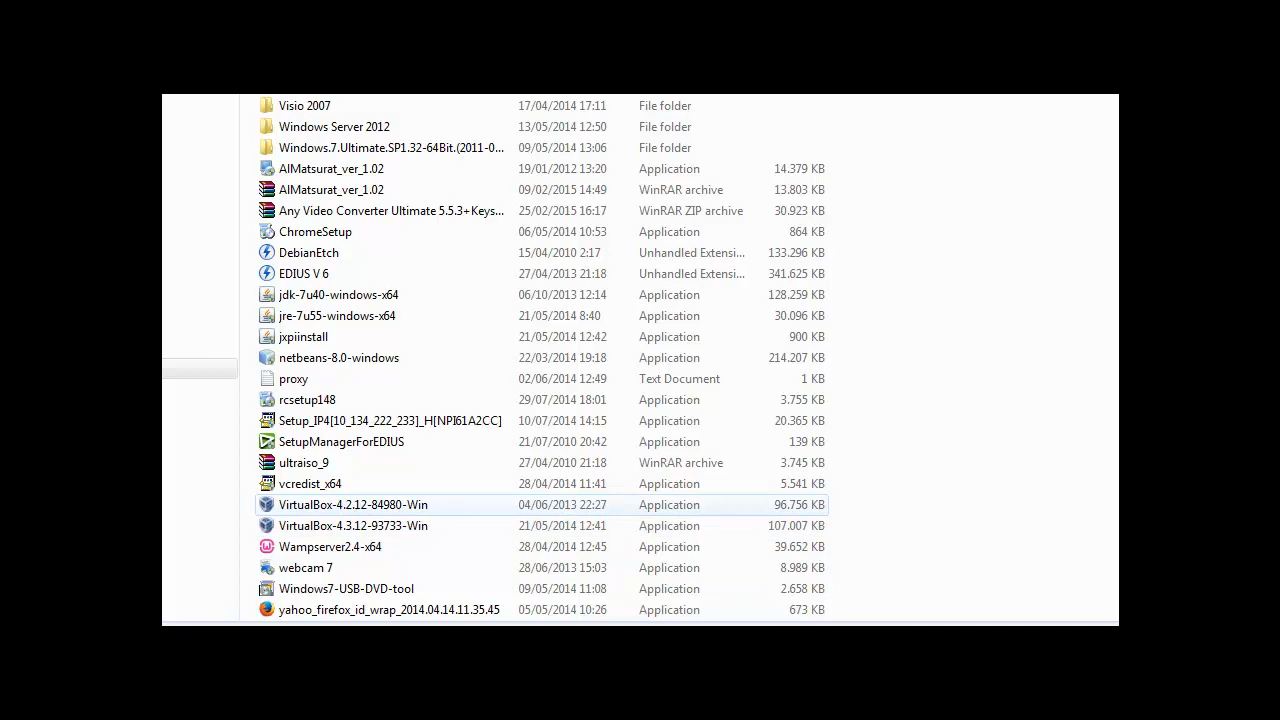 Visio 2007 17/04/2014 17:11 File folder
Windows Server 2012 13/05/2014 12:50 File folder
Windows.7.Ultimate.SP1.32-64Bit.(2011-0... 09/05/2014 13:06 File folder
AlMatsurat_ver_1.02 19/01/2012 13:20 Application 14.379 KB
AlMatsurat_ver_1.02 09/02/2015 14:49 WinRAR archive 13.803 KB
Any Video Converter Ultimate 5.5.3+Keys... 25/02/2015 16:17 WinRAR ZIP archive 30.923 KB
ChromeSetup 06/05/2014 10:53 Application 864 KB
DebianEtch 15/04/2010 2:17 Unhandled Extensi... 133.296 KB
EDIUS V 6 27/04/2013 21:18 Unhandled Extensi... 341.625 KB
jdk-7u40-windows-x64 06/10/2013 12:14 Application 128.259 KB
jre-7u55-windows-x64 21/05/2014 8:40 Application 30.096 KB
jxpiinstall 21/05/2014 12:42 Application 900 KB
netbeans-8.0-windows 22/03/2014 19:18 Application 214.207 KB
proxy 02/06/2014 12:49 Text Document 1 KB
rcsetup148 29/07/2014 18:01 Application 3.755 KB
Setup_IP4[10_134_222_233]_H[NPI61A2CC] 10/07/2014 14:15 Application 20.365 KB
SetupManagerForEDIUS 21/07/2010 20:42 Application 139 KB
ultraiso_9 27/04/2010 21:18 WinRAR archive 3.745 KB
vcredist_x64 28/04/2014 11:41 Application 5.541 KB
VirtualBox-4.2.12-84980-Win 04/06/2013 22:27 Application 96.756 KB
VirtualBox-4.3.12-93733-Win 21/05/2014 12:41 Application 107.007 KB
Wampserver2.4-x64 28/04/2014 12:45 Application 39.652 KB
webcam 7 28/06/2013 15:03 Application 8.989 KB
Windows7-USB-DVD-tool 09/05/2014 11:08 Application 2.658 KB
yahoo_firefox_id_wrap_2014.04.14.11.35.45 05/05/2014 10:26 Application 673 KB